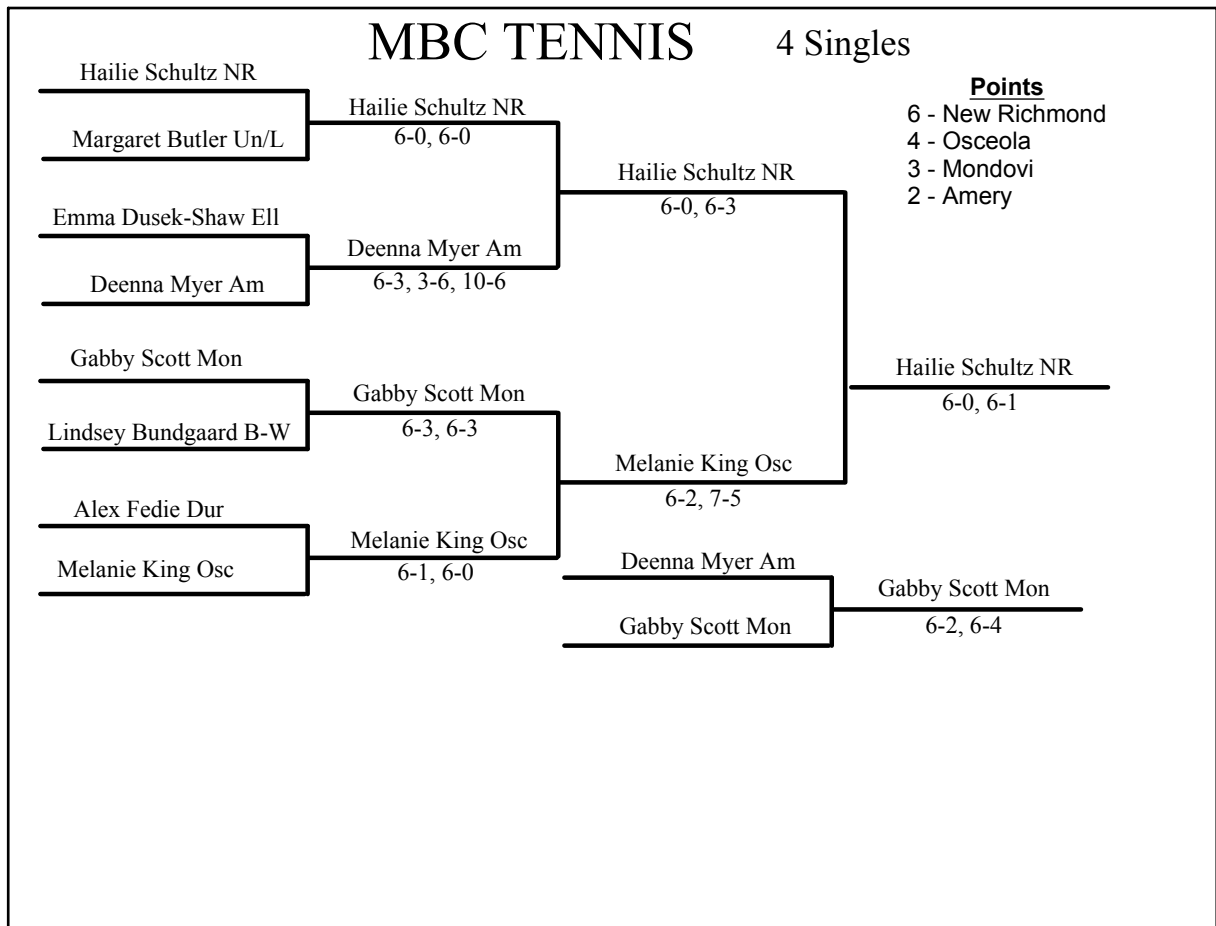 MBC TENNIS 4 Singles
Points
6 - New Richmond
4 - Osceola
3 - Mondovi
2 - Amery
Hailie Schultz NR
Margaret Butler Un/L
Emma Dusek-Shaw Ell
Deenna Myer Am
Gabby Scott Mon
Lindsey Bundgaard B-W
Alex Fedie Dur
Melanie King Osc
Hailie Schultz NR
6-0, 6-0
Deenna Myer Am
6-3, 3-6, 10-6
Gabby Scott Mon
6-3, 6-3
Melanie King Osc
6-1, 6-0
Hailie Schultz NR
6-0, 6-3
Melanie King Osc
6-2, 7-5
Hailie Schultz NR
6-0, 6-1
Deenna Myer Am
Gabby Scott Mon
Gabby Scott Mon
6-2, 6-4